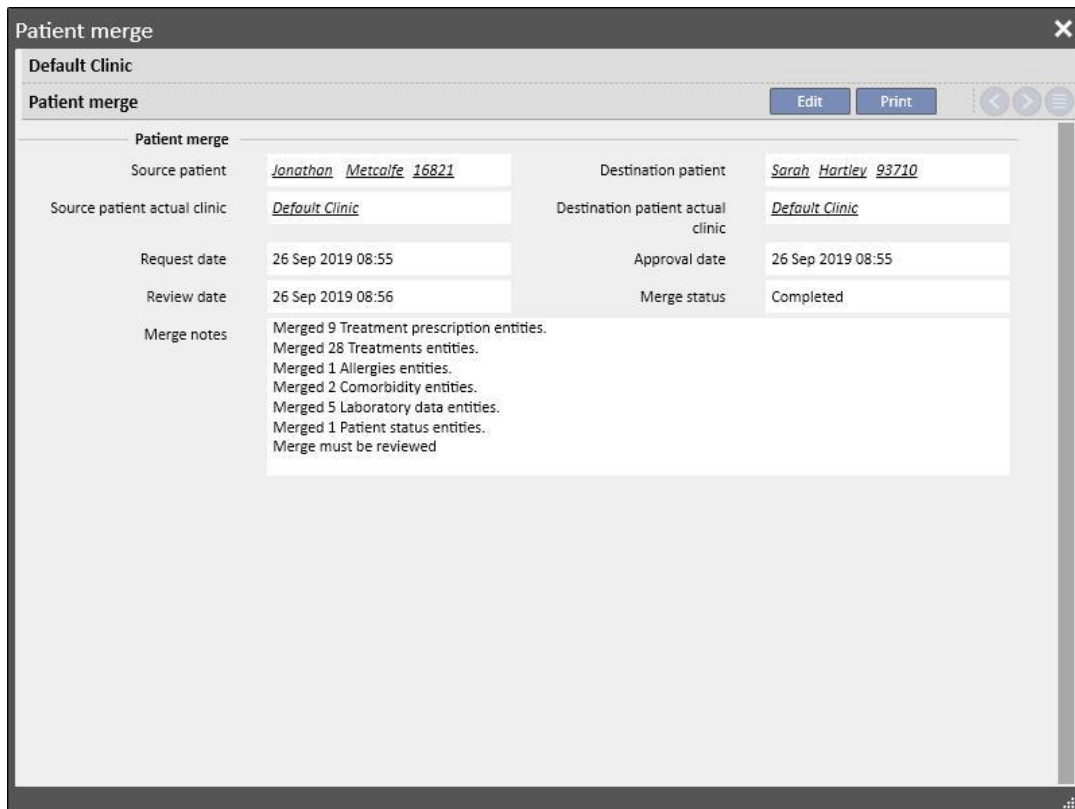 Patient merge
Default Clinic
Patient merge
Edit
Print
Patient merge
Source patient
Jonathan Metcalfe 16821
Destination patient
Sarah Hartley 93710
Source patient actual clinic
Default Clinic
Destination patient actual
clinic
Default Clinic
Request date
26 Sep 2019 08:55
Approval date
26 Sep 2019 08:55
Review date
26 Sep 2019 08:56
Merge status
Completed
Merge notes
Merged 9 Treatment prescription entities.
Merged 28 Treatments entities.
Merged 1 Allergies entities.
Merged 2 Comorbidity entities.
Merged 5 Laboratory data entities.
Merged 1 Patient status entities.
Merge must be reviewed